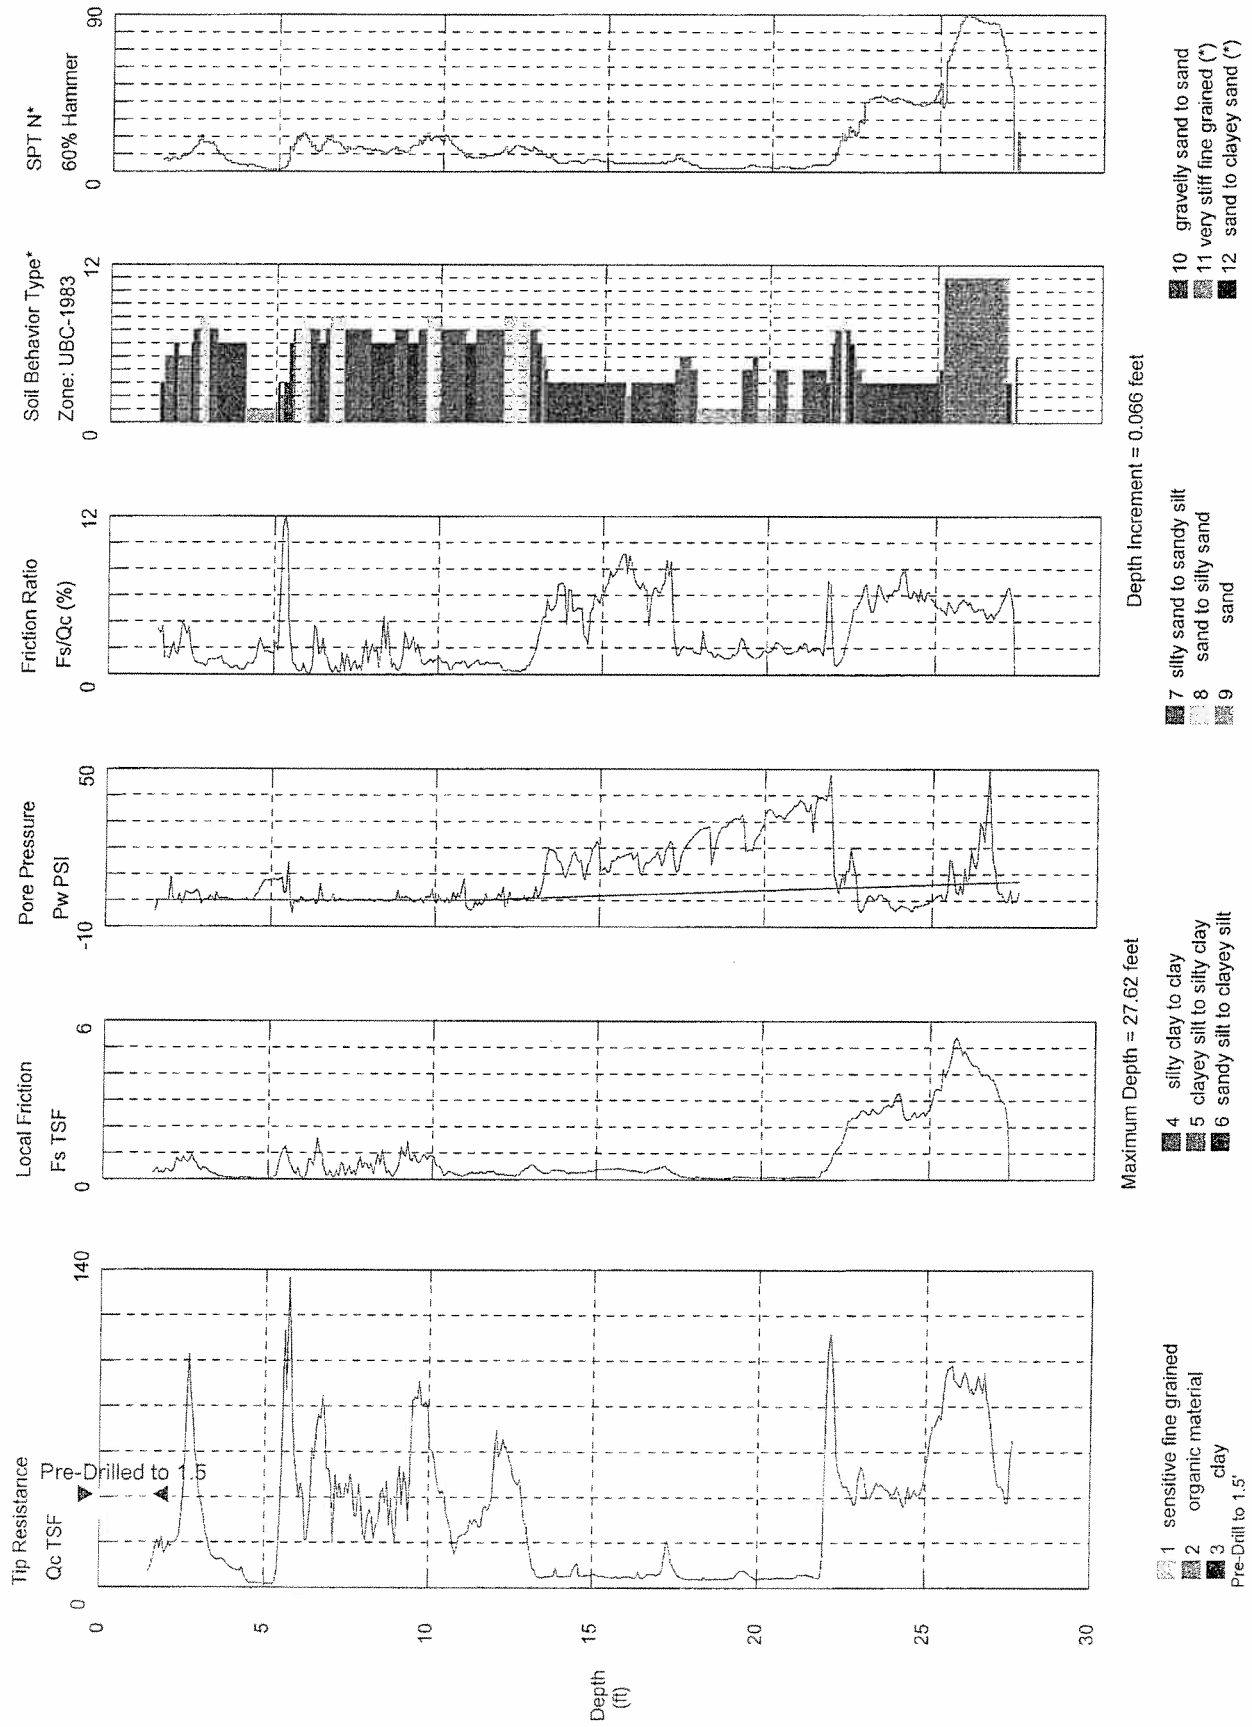 Tip Resistance
Qc TSF
0
140
Pre-Drilled to 1.5
Local Friction
Fs TSF
0
6
Pore Pressure
Pw PSI
-10
50
Friction Ratio
Fs/Qc (%)
0
12
Soil Behavior Type*
Zone: UBC-1983
0
12
SPT N*
60% Hammer
0
90
0
5
10
15
20
25
30
Depth
(ft)
Maximum Depth = 27.62 feet
Depth Increment = 0.066 feet
1 sensitive fine grained
2 organic material
3 clay
Pre-Drill to 1.5'
4 silty clay to clay
5 clayey silt to silty clay
6 sandy silt to clayey silt
7 silty sand to sandy silt
8 sand to silty sand
9 sand
10 gravelly sand to sand
11 very stiff fine grained (*)
12 sand to clayey sand (*)